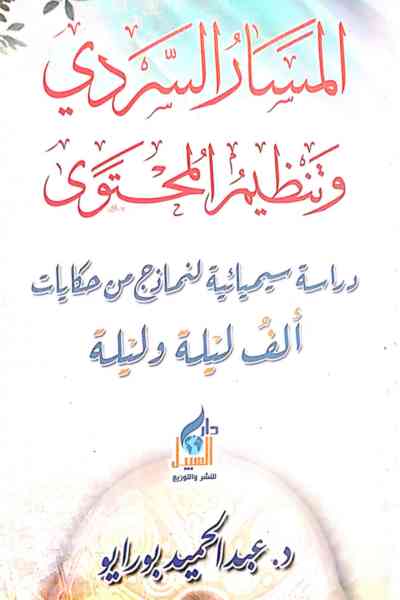 المسار السردي
وتنظيم المحتوى
دراسة سيميائية لنماذج من حكايات
ألف ليلة وليلة
دار
السبيل
للنشر والتوزيع
د. عبد الحميد بورايو